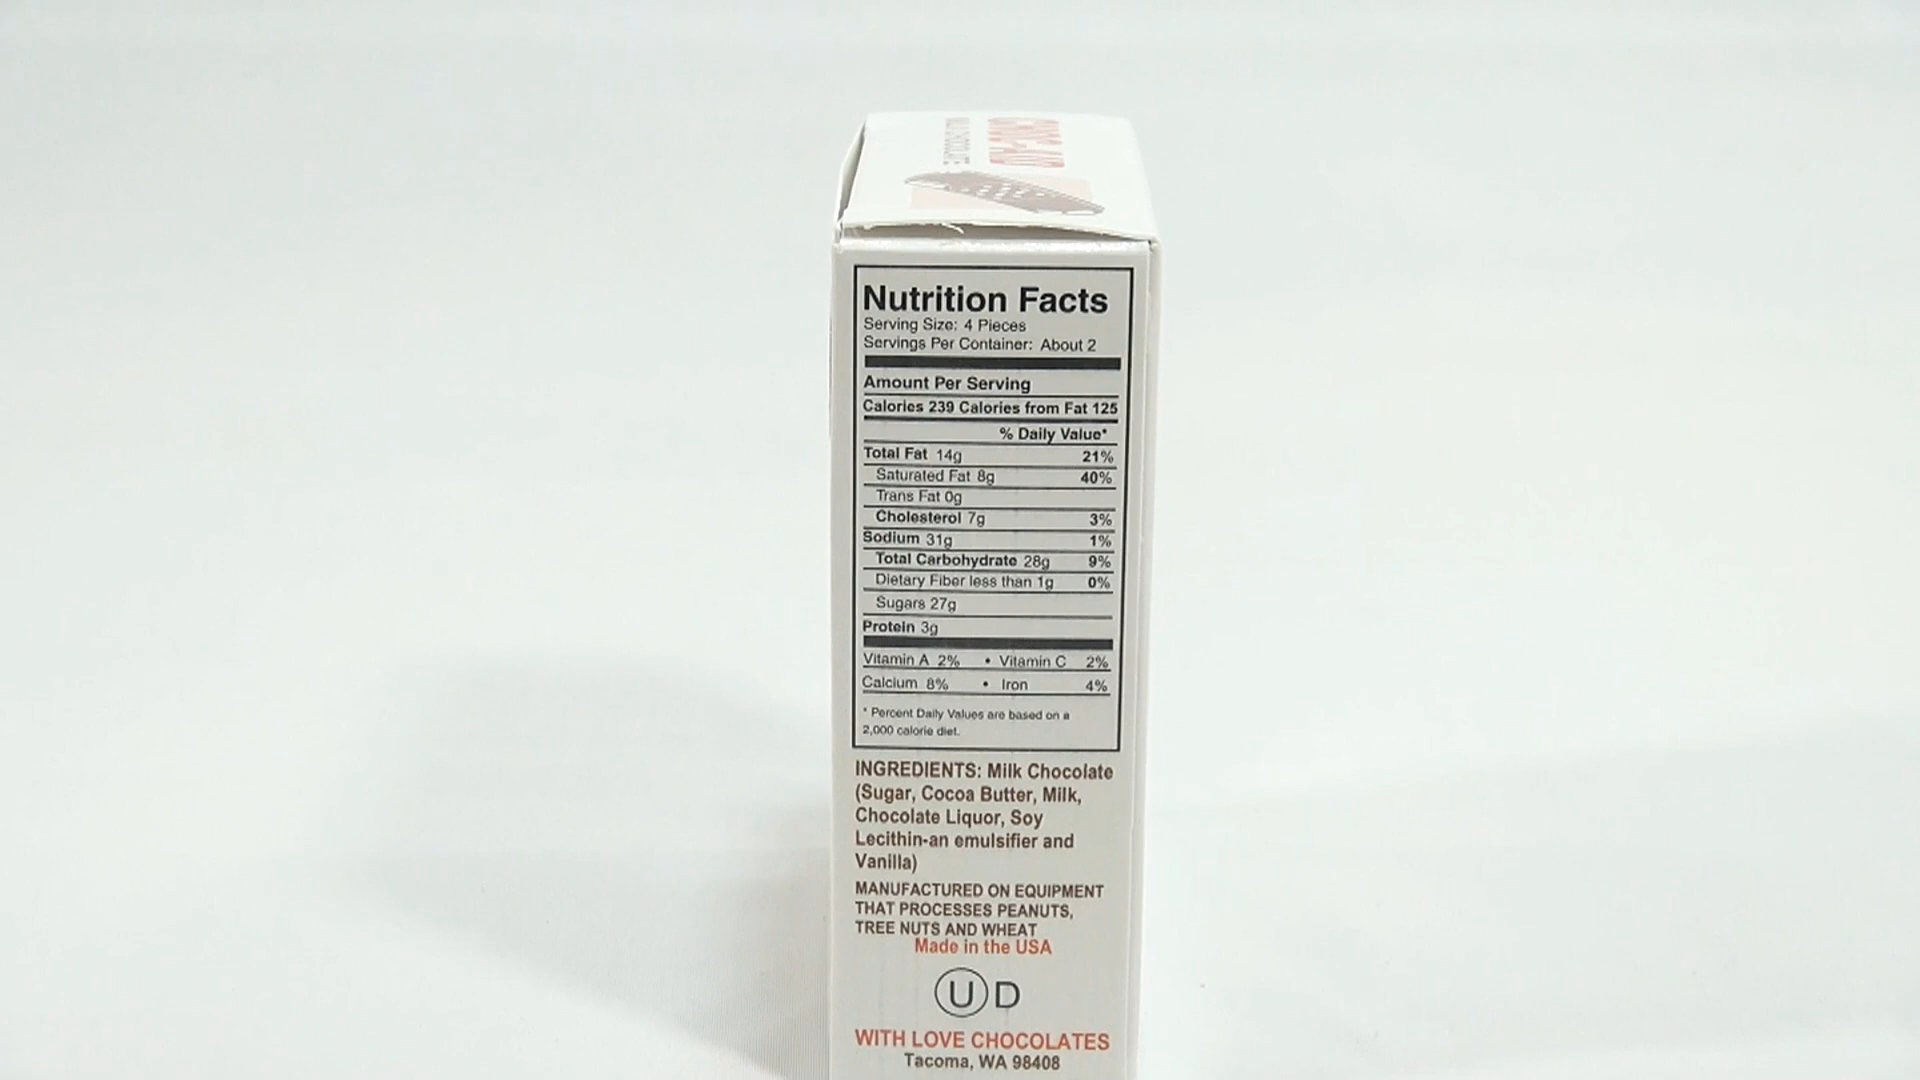 CHOC-AID
MILK CHOCOLATE
Nutrition Facts
Serving Size: 4 Pieces
Servings Per Container: About 2
Amount Per Serving
Calories 239 Calories from Fat 125
% Daily Value*
Total Fat 14g 21%
Saturated Fat 8g 40%
Trans Fat 0g
Cholesterol 7g 3%
Sodium 31g 1%
Total Carbohydrate 28g 9%
Dietary Fiber less than 1g 0%
Sugars 27g
Protein 3g
Vitamin A 2% • Vitamin C 2%
Calcium 8% • Iron 4%
* Percent Daily Values are based on a
2,000 calorie diet.
INGREDIENTS: Milk Chocolate
(Sugar, Cocoa Butter, Milk,
Chocolate Liquor, Soy
Lecithin-an emulsifier and
Vanilla)
MANUFACTURED ON EQUIPMENT
THAT PROCESSES PEANUTS,
TREE NUTS AND WHEAT
Made in the USA
U D
WITH LOVE CHOCOLATES
Tacoma, WA 98408